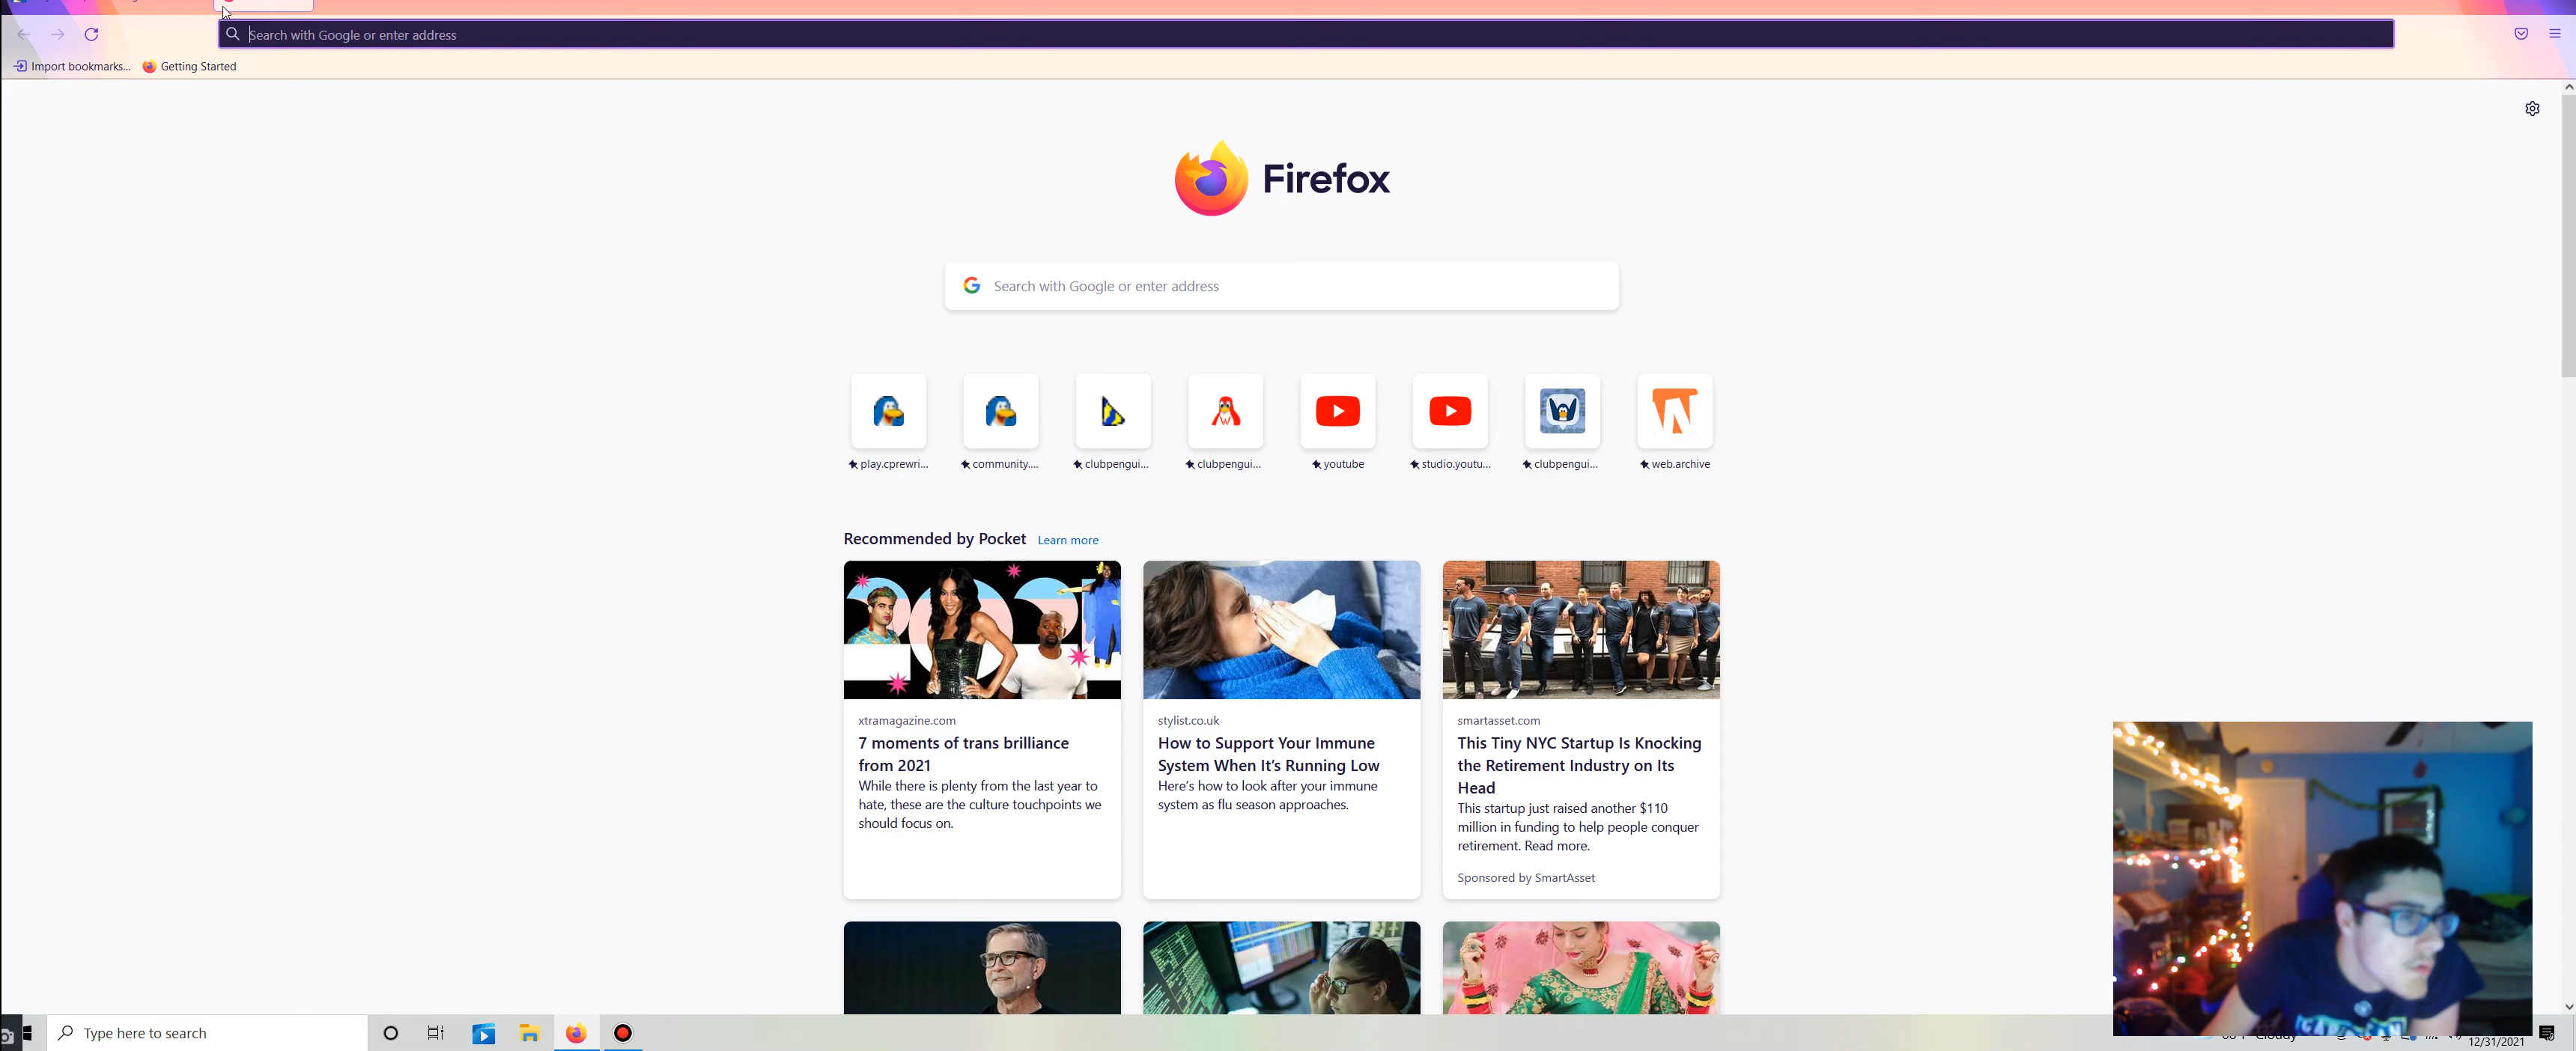 Search with Google or enter address
Import bookmarks... Getting Started
Firefox
Search with Google or enter address
play.cprewri... community.... clubpengui... clubpengui... youtube studio.youtu... clubpengui... web.archive
Recommended by Pocket Learn more
xtramagazine.com
7 moments of trans brilliance
from 2021
While there is plenty from the last year to
hate, these are the culture touchpoints we
should focus on.
stylist.co.uk
How to Support Your Immune
System When It’s Running Low
Here’s how to look after your immune
system as flu season approaches.
smartasset.com
This Tiny NYC Startup Is Knocking
the Retirement Industry on Its
Head
This startup just raised another $110
million in funding to help people conquer
retirement. Read more.
Sponsored by SmartAsset
Type here to search
12/31/2021